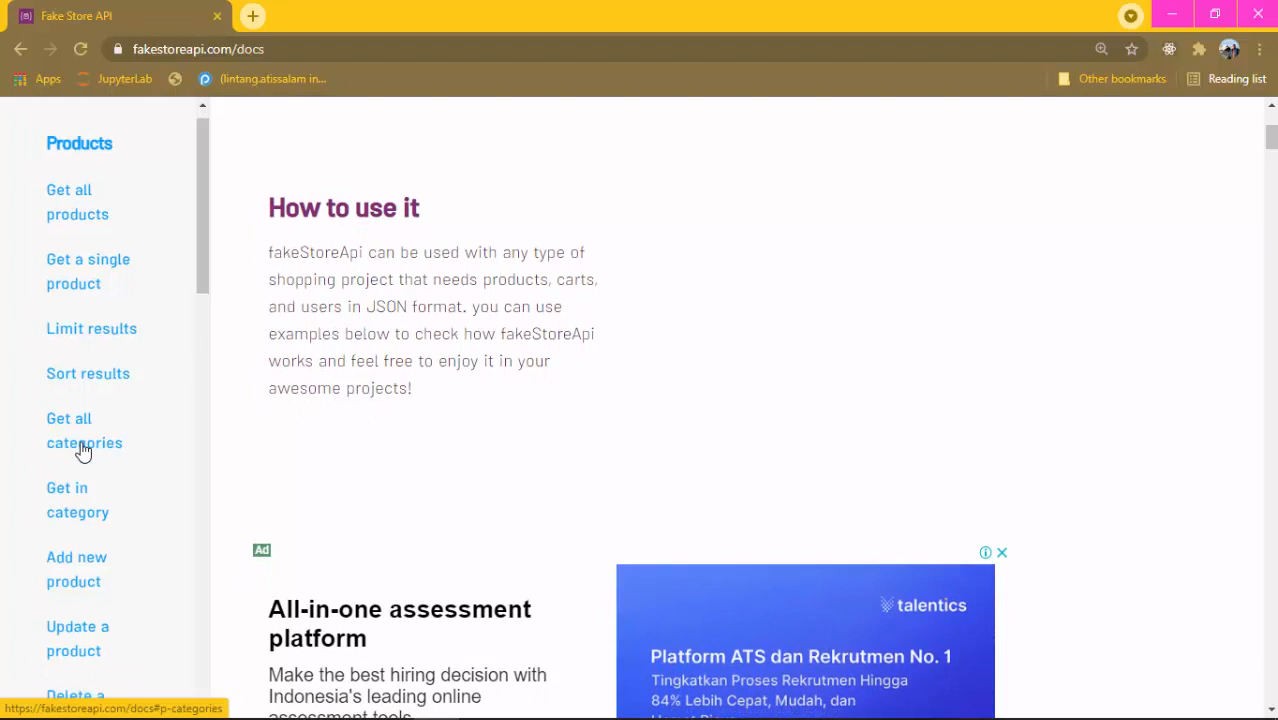 Fake Store API
fakestoreapi.com/docs
Apps
JupyterLab
(lintang.atissalam in...
Other bookmarks
Reading list
Products
Get all
products
Get a single
product
Limit results
Sort results
Get all
categories
Get in
category
Add new
product
Update a
product
Delete a
How to use it
fakeStoreApi can be used with any type of
shopping project that needs products, carts,
and users in JSON format. you can use
examples below to check how fakeStoreApi
works and feel free to enjoy it in your
awesome projects!
Ad
All-in-one assessment
platform
Make the best hiring decision with
Indonesia's leading online
assessment tools.
talentics
Platform ATS dan Rekrutmen No. 1
Tingkatkan Proses Rekrutmen Hingga
84% Lebih Cepat, Mudah, dan
https://fakestoreapi.com/docs#p-categories